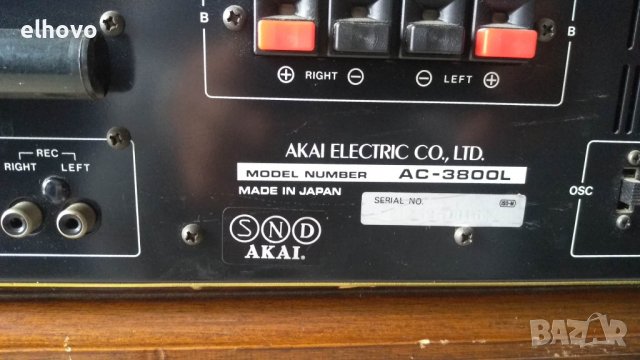 elhovo
B
B
⊕ RIGHT ⊖
⊖ LEFT ⊕
REC
RIGHT LEFT
AKAI ELECTRIC CO., LTD.
MODEL NUMBER AC-3800L
MADE IN JAPAN
SERIAL NO.
OSC
SND
AKAI®
BAZAR